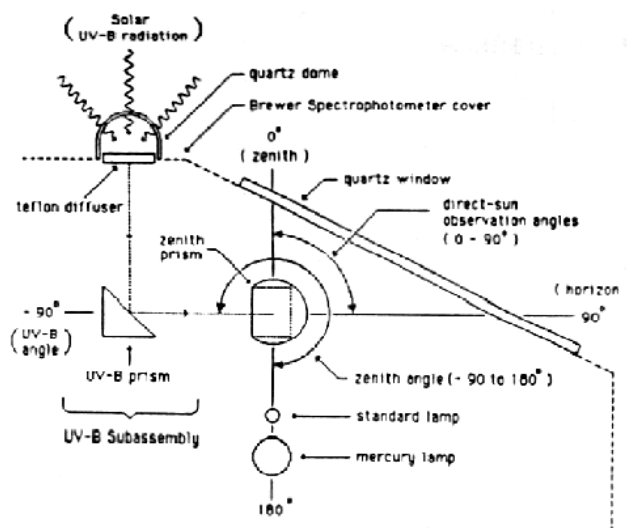 Solar
( UV-B radiation )
quartz dome
Brewer Spectrophotometer cover
0°
( zenith )
quartz window
teflon diffuser
direct-sun
observation angles
( 0 - 90° )
zenith
prism
( horizon
- 90°
90°
( UV-B
angle )
UV-B prism
zenith angle ( - 90 to 180° )
standard lamp
UV-B Subassembly
mercury lamp
180°